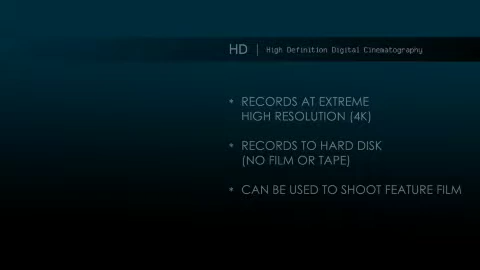 HD | High Definition Digital Cinematography
* RECORDS AT EXTREME
HIGH RESOLUTION (4K)
* RECORDS TO HARD DISK
(NO FILM OR TAPE)
* CAN BE USED TO SHOOT FEATURE FILM